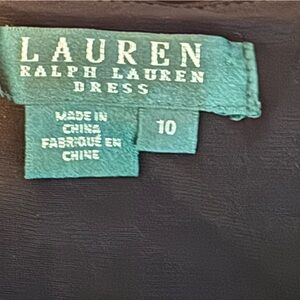 LAUREN
RALPH LAUREN
DRESS
MADE IN
CHINA
FABRIQUÉ EN
CHINE
10